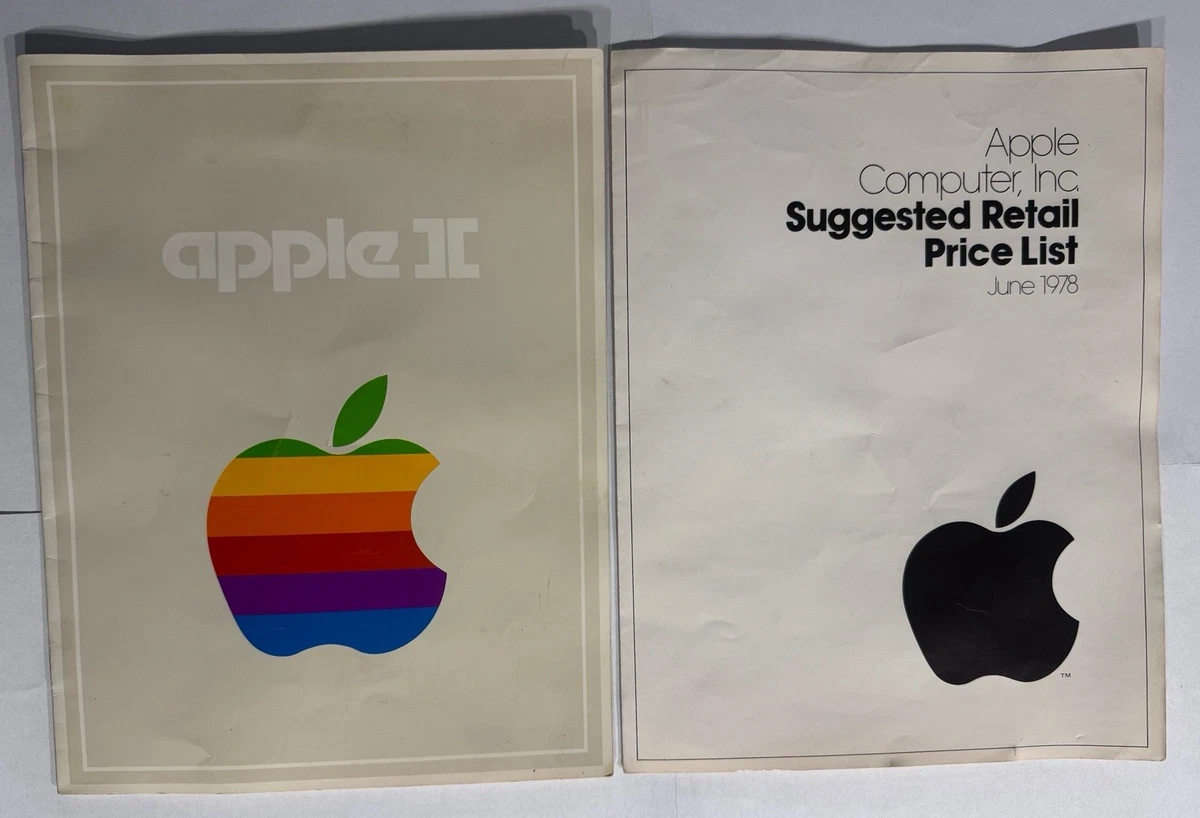 apple II
Apple
Computer, Inc.
Suggested Retail
Price List
June 1978
TM